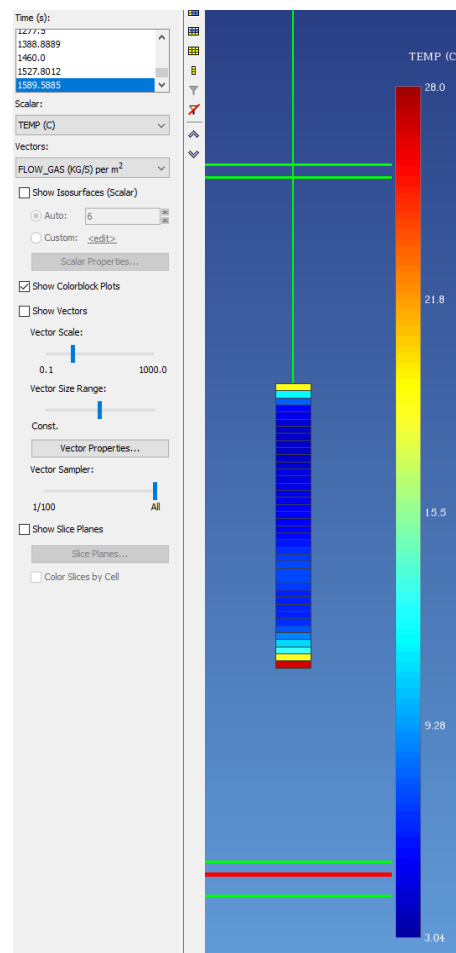 Time (s):
1277.5
1388.8889
1460.0
1527.8012
1589.5885
Scalar:
TEMP (C)
Vectors:
FLOW_GAS (KG/S) per m²
Show Isosurfaces (Scalar)
Auto: 6
Custom: <edit>
Scalar Properties...
Show Colorblock Plots
Show Vectors
Vector Scale:
0.1 1000.0
Vector Size Range:
Const.
Vector Properties...
Vector Sampler:
1/100 All
Show Slice Planes
Slice Planes...
Color Slices by Cell
TEMP (C
28.0
21.8
15.5
9.28
3.04